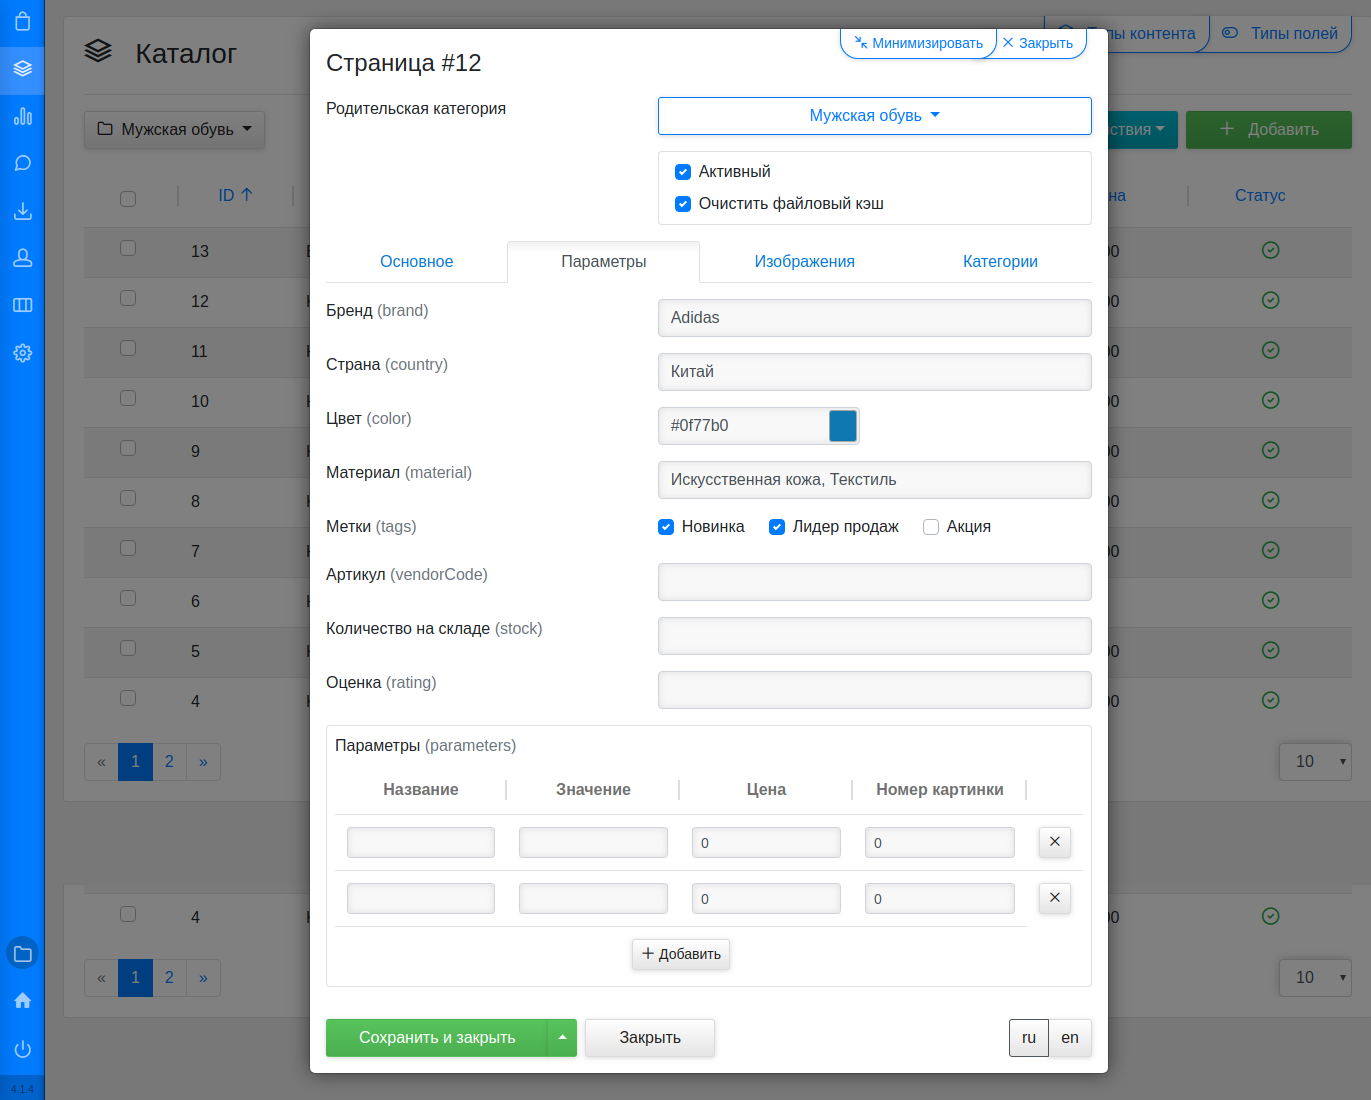 Каталог
Типы полей
Мужская обувь
Добавить
ID
Статус
13
12
11
10
9
8
7
6
5
4
« 1 2 »
10
4
« 1 2 »
10
4.1.4
Страница #12
Минимизировать
Закрыть
Родительская категория
Мужская обувь
Активный
Очистить файловый кэш
Основное Параметры Изображения Категории
Бренд (brand)
Adidas
Страна (country)
Китай
Цвет (color)
#0f77b0
Материал (material)
Искусственная кожа, Текстиль
Метки (tags)
Новинка Лидер продаж Акция
Артикул (vendorCode)
Количество на складе (stock)
Оценка (rating)
Параметры (parameters)
Название Значение Цена Номер картинки
0 0
0 0
Добавить
Сохранить и закрыть
Закрыть
ru en